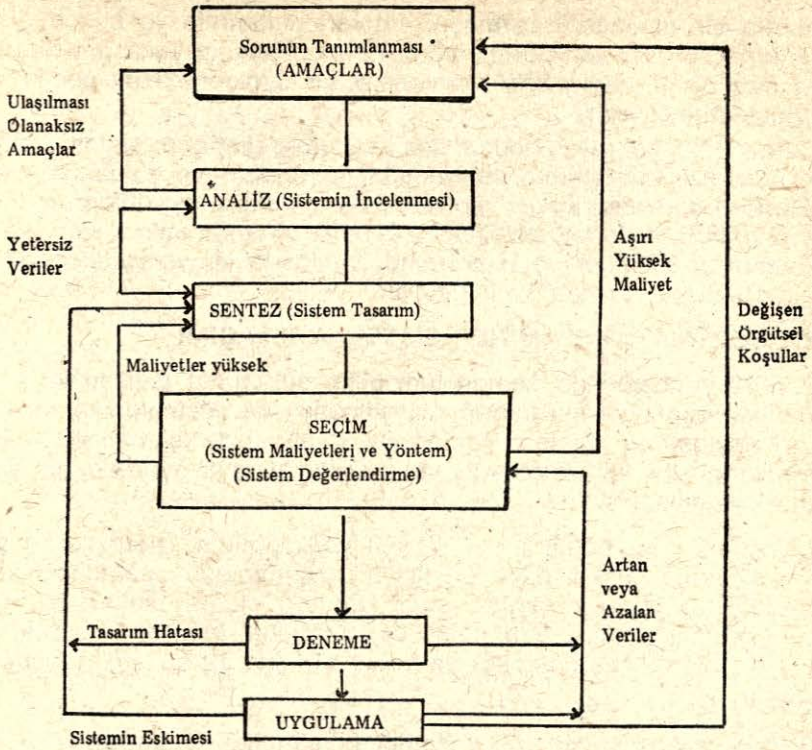 Sorunun Tanımlanması
(AMAÇLAR)
Ulaşılması
Olanaksız
Amaçlar
ANALİZ (Sistemin İncelenmesi)
Yetersiz
Veriler
Aşırı
Yüksek
Maliyet
SENTEZ (Sistem Tasarım)
Değişen
Örgütsel
Koşullar
Maliyetler yüksek
SEÇİM
(Sistem Maliyetleri ve Yöntem)
(Sistem Değerlendirme)
Artan
veya
Azalan
Veriler
Tasarım Hatası
DENEME
UYGULAMA
Sistemin Eskimesi